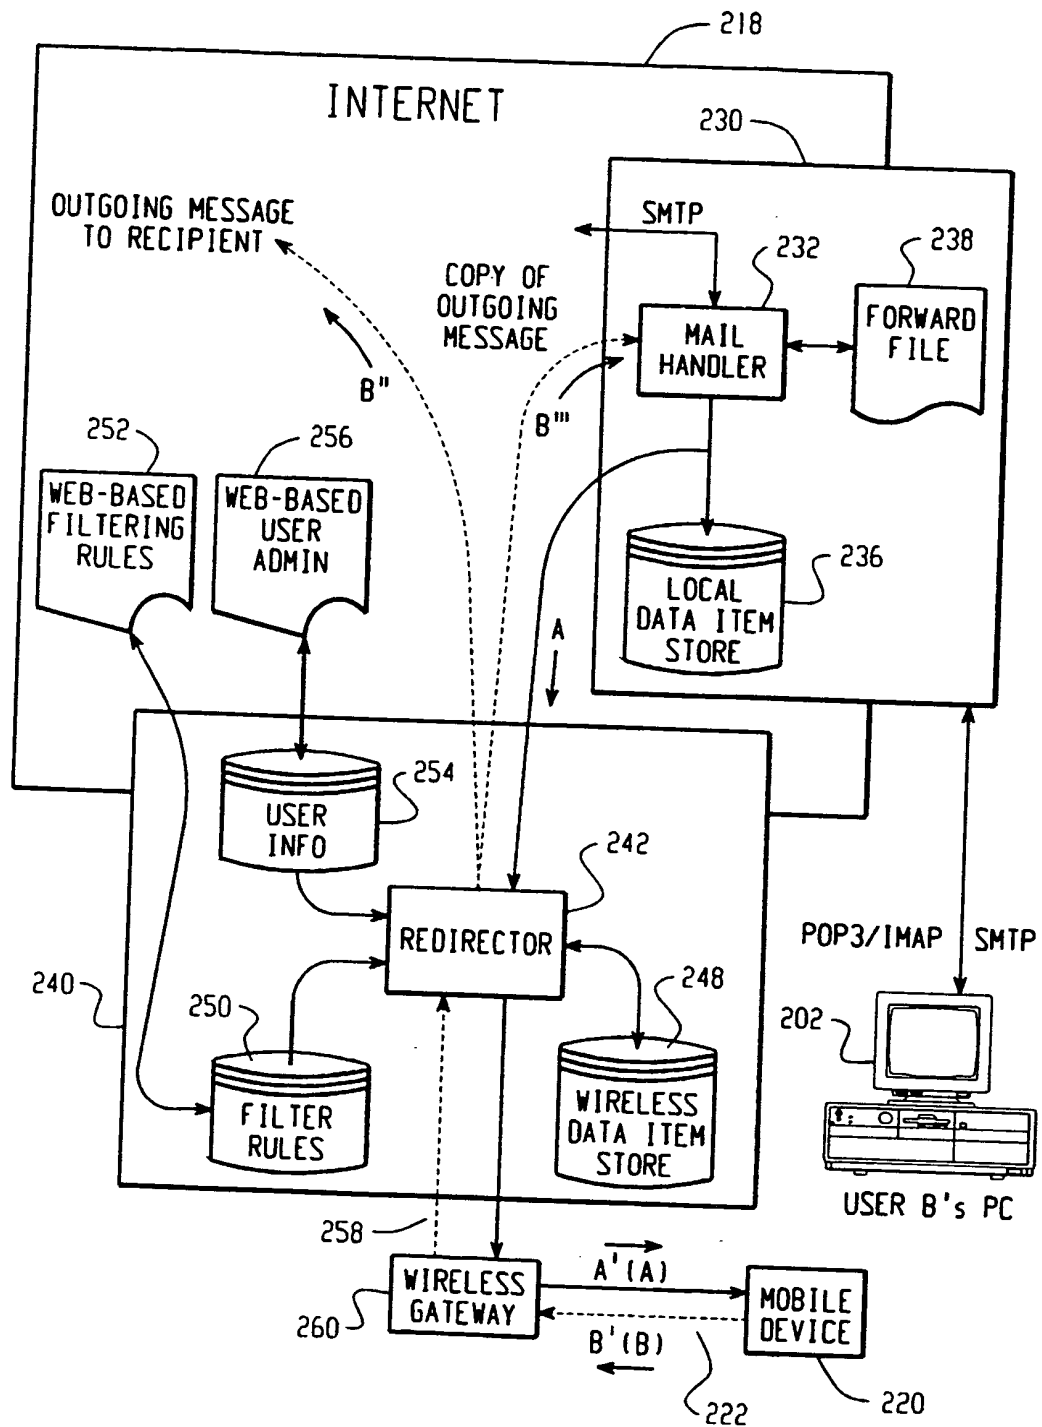 218
INTERNET
230
OUTGOING MESSAGE
TO RECIPIENT
SMTP
232
238
COPY OF
OUTGOING
MESSAGE
MAIL
HANDLER
FORWARD
FILE
B"
B'"
252
256
WEB-BASED
FILTERING
RULES
WEB-BASED
USER
ADMIN
236
LOCAL
DATA ITEM
STORE
A
254
USER
INFO
242
REDIRECTOR
POP3/IMAP
SMTP
240
250
248
202
FILTER
RULES
WIRELESS
DATA ITEM
STORE
USER B's PC
258
WIRELESS
GATEWAY
A'(A)
MOBILE
DEVICE
260
B'(B)
222
220